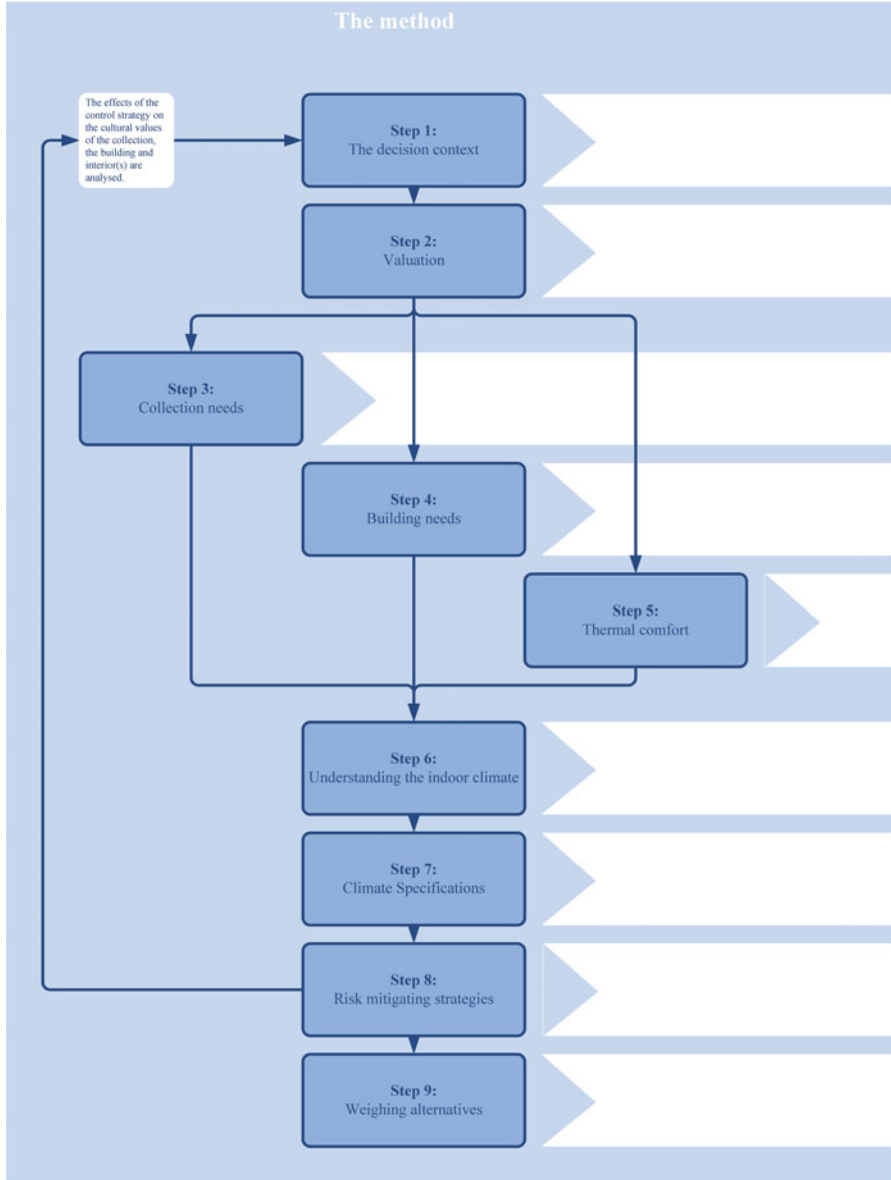 The method
The effects of the
control strategy on
the cultural values
of the collection,
the building and
interior(s) are
analysed.
Step 1:
The decision context
Step 2:
Valuation
Step 3:
Collection needs
Step 4:
Building needs
Step 5:
Thermal comfort
Step 6:
Understanding the indoor climate
Step 7:
Climate Specifications
Step 8:
Risk mitigating strategies
Step 9:
Weighing alternatives